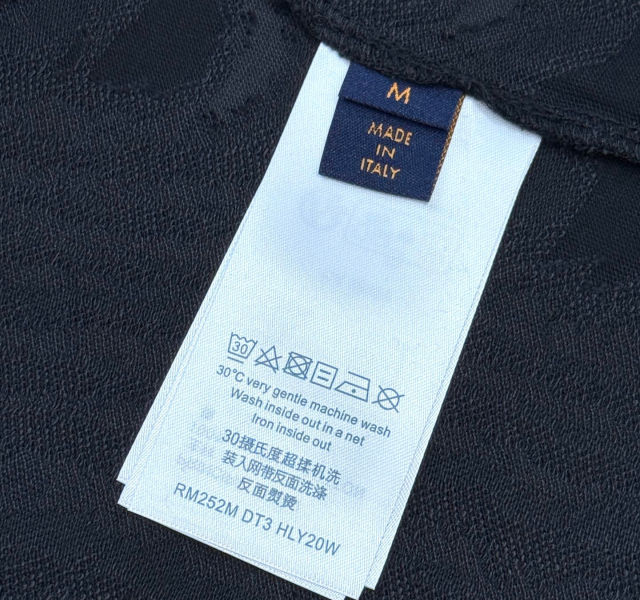 M
MADE
IN
ITALY
30
30°C very gentle machine wash
Wash inside out in a net
Iron inside out
30摄氏度超揉机洗
装入网带反面洗涤
反面熨烫
RM252M DT3 HLY20W